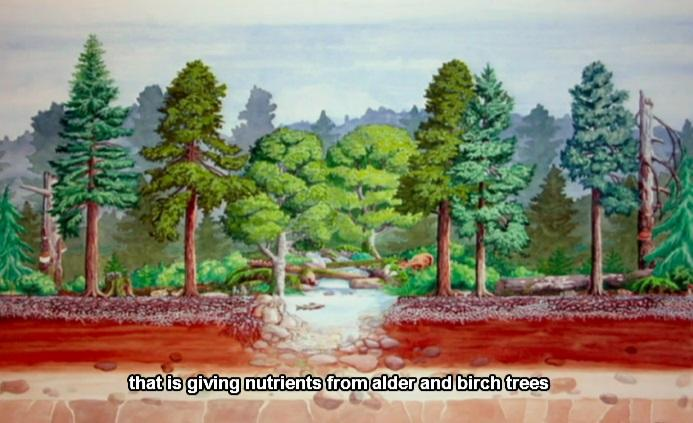 that is giving nutrients from alder and birch trees